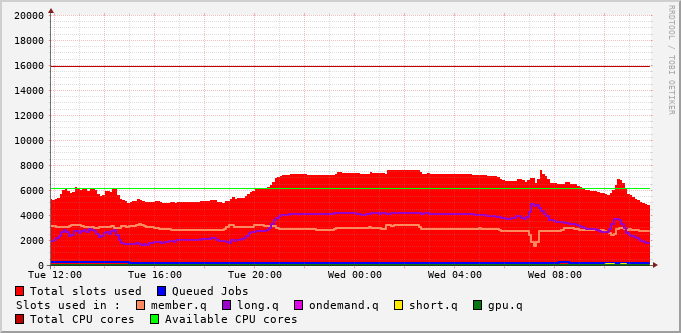 20000
18000
16000
14000
12000
10000
8000
6000
4000
2000
0
Tue 12:00 Tue 16:00 Tue 20:00 Wed 00:00 Wed 04:00 Wed 08:00
Total slots used Queued Jobs
Slots used in : member.q long.q ondemand.q short.q gpu.q
Total CPU cores Available CPU cores
RRDTOOL / TOBI OETIKER